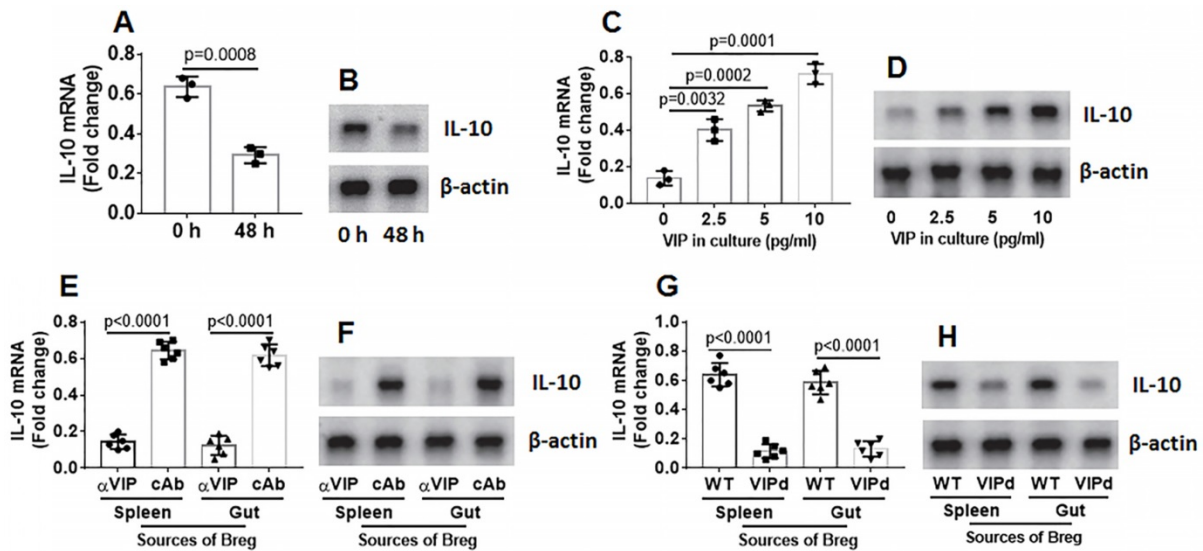 A
IL-10 mRNA
(Fold change)
0.8
0.6
0.4
0.2
0.0
p=0.0008
0 h 48 h
B
IL-10
β-actin
0 h 48 h
C
IL-10 mRNA
(Fold change)
0.8
0.6
0.4
0.2
0.0
p=0.0001
p=0.0002
p=0.0032
0 2.5 5 10
VIP in culture (pg/ml)
D
IL-10
β-actin
0 2.5 5 10
VIP in culture (pg/ml)
E
IL-10 mRNA
(Fold change)
0.8
0.6
0.4
0.2
0.0
p<0.0001 p<0.0001
αVIP cAb αVIP cAb
Spleen Gut
Sources of Breg
F
IL-10
β-actin
αVIP cAb αVIP cAb
Spleen Gut
Sources of Breg
G
IL-10 mRNA
(Fold change)
1.0
0.8
0.6
0.4
0.2
0.0
p<0.0001
p<0.0001
WT VIPd WT VIPd
Spleen Gut
Sources of Breg
H
IL-10
β-actin
WT VIPd WT VIPd
Spleen Gut
Sources of Breg